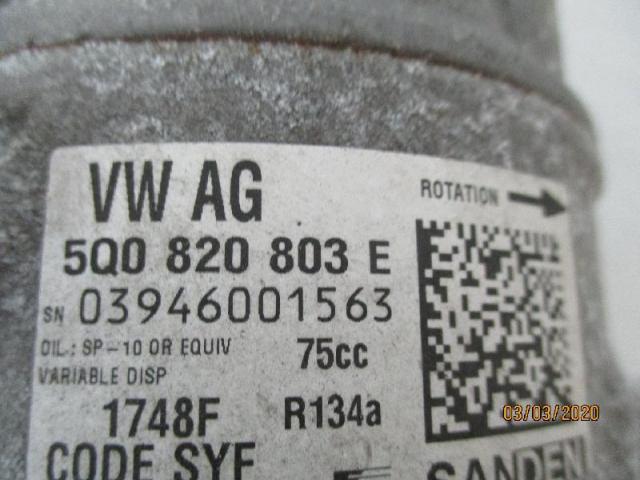 VW AG
ROTATION
5Q0 820 803 E
SN 03946001563
OIL: SP-10 OR EQUIV 75cc
VARIABLE DISP
1748F R134a
03/03/2020
CODE SYF